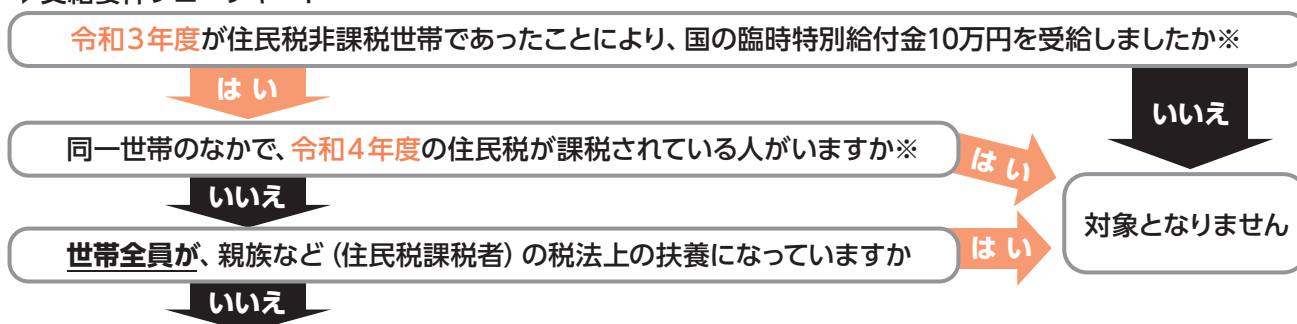 令和3年度が住民税非課税世帯であったことにより、国の臨時特別給付金10万円を受給しましたか※
はい
いいえ
同一世帯のなかで、令和4年度の住民税が課税されている人がいますか※
はい
いいえ
対象となりません
世帯全員が、親族など(住民税課税者)の税法上の扶養になっていますか
はい
いいえ